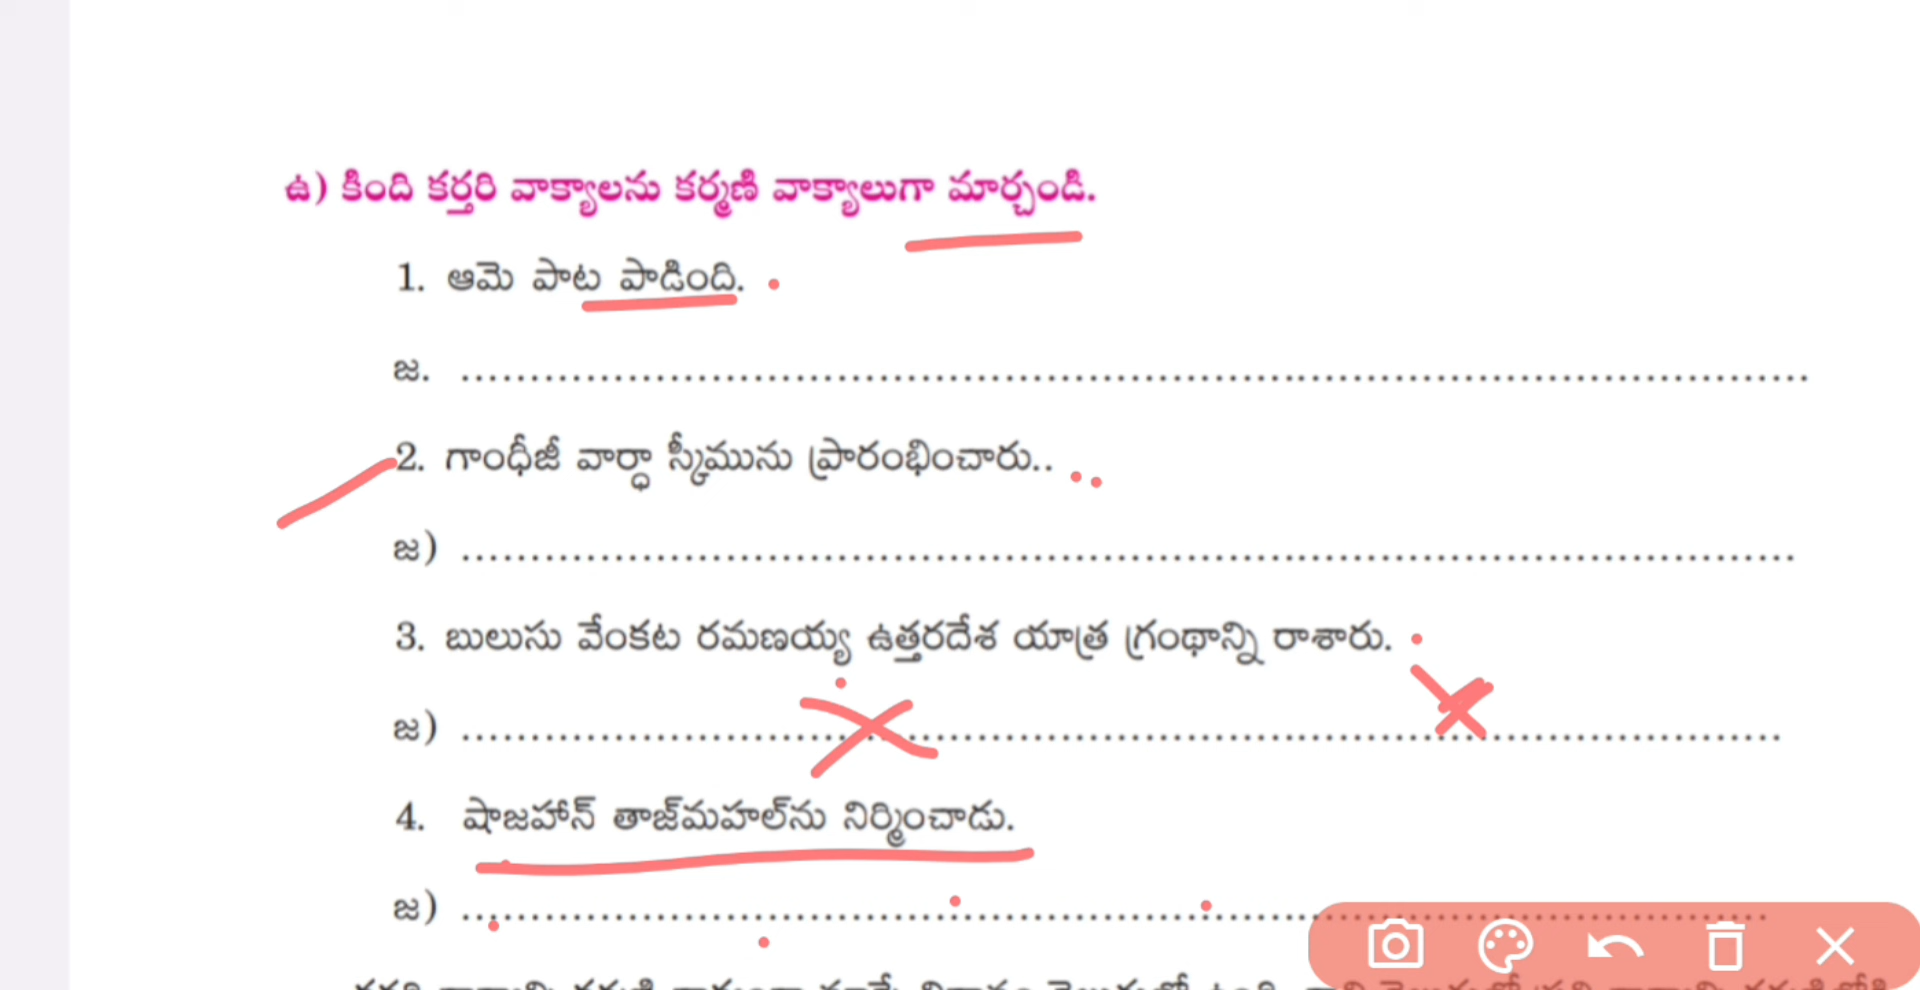 ఉ) కింది కర్తరి వాక్యాలను కర్మణి వాక్యాలుగా మార్చండి.
1. ఆమె పాట పాడింది.
జ. ................................................................................................
2. గాంధీజీ వార్ధా స్కీమును ప్రారంభించారు..
జ) ................................................................................................
3. బులుసు వేంకట రమణయ్య ఉత్తరదేశ యాత్ర గ్రంథాన్ని రాశారు.
జ) ................................................................................................
4. షాజహాన్ తాజ్‌మహల్‌ను నిర్మించాడు.
జ) ................................................................................................